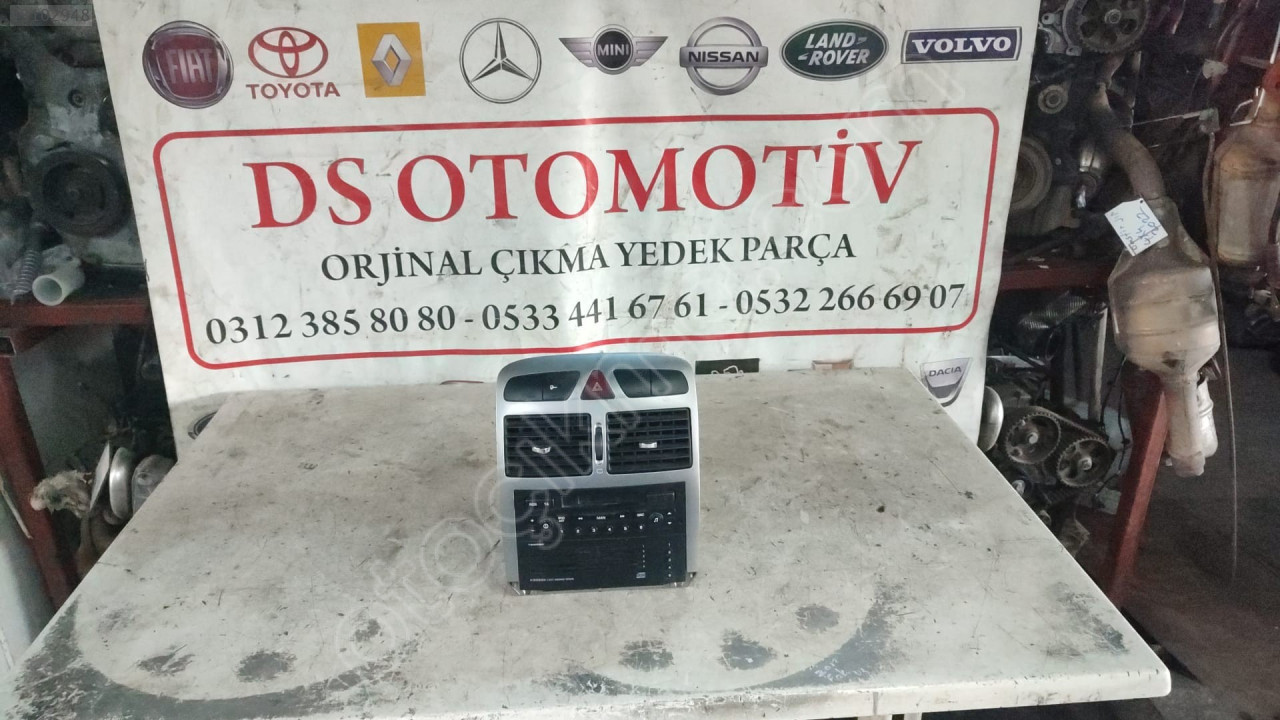 FIAT
TOYOTA
MINI
NISSAN
LAND
ROVER
VOLVO
DS OTOMOTİV
ORJİNAL ÇIKMA YEDEK PARÇA
0312 385 80 80 - 0533 441 67 61 - 0532 266 69 07
DACIA